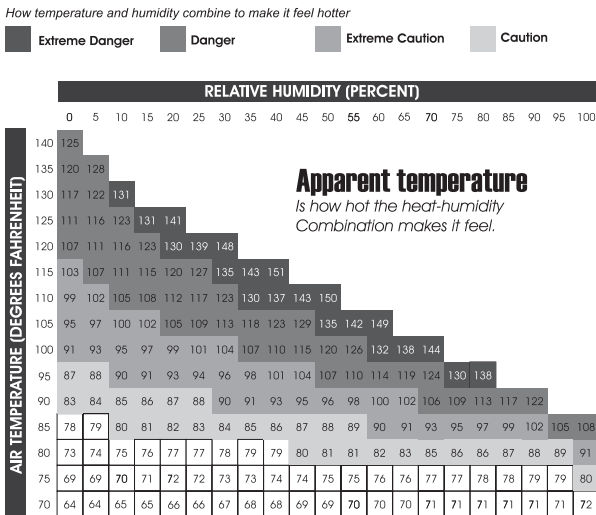 How temperature and humidity combine to make it feel hotter
Extreme Danger Danger Extreme Caution Caution
RELATIVE HUMIDITY (PERCENT)
0 5 10 15 20 25 30 35 40 45 50 55 60 65 70 75 80 85 90 95 100
AIR TEMPERATURE (DEGREES FAHRENHEIT)
140 125
135 120 128
130 117 122 131
125 111 116 123 131 141
120 107 111 116 123 130 139 148
115 103 107 111 115 120 127 135 143 151
110 99 102 105 108 112 117 123 130 137 143 150
105 95 97 100 102 105 109 113 118 123 129 135 142 149
100 91 93 95 97 99 101 104 107 110 115 120 126 132 138 144
95 87 88 90 91 93 94 96 98 101 104 107 110 114 119 124 130 138
90 83 84 85 86 87 88 90 91 93 95 96 98 100 102 106 109 113 117 122
85 78 79 80 81 82 83 84 85 86 87 88 89 90 91 93 95 97 99 102 105 108
80 73 74 75 76 77 77 78 79 79 80 81 81 82 83 85 86 86 87 88 89 91
75 69 69 70 71 72 72 73 73 74 74 75 75 76 76 77 77 78 78 79 79 80
70 64 64 65 65 66 66 67 68 68 69 69 70 70 70 71 71 71 71 71 71 72
Apparent temperature
Is how hot the heat-humidity
Combination makes it feel.